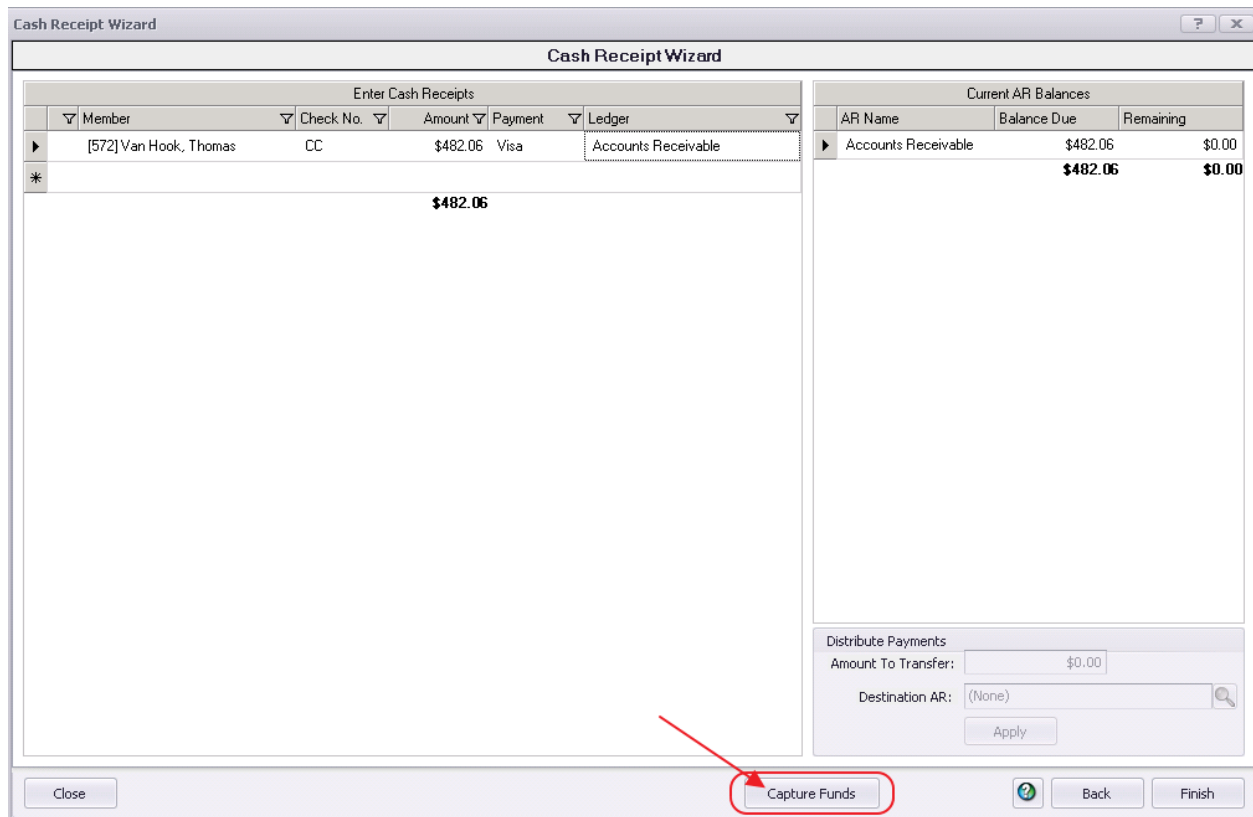 Cash Receipt Wizard
Cash Receipt Wizard
Enter Cash Receipts
Member Check No. Amount Payment Ledger
[572] Van Hook, Thomas CC $482.06 Visa Accounts Receivable
$482.06
Current AR Balances
AR Name Balance Due Remaining
Accounts Receivable $482.06 $0.00
$482.06 $0.00
Distribute Payments
Amount To Transfer: $0.00
Destination AR: (None)
Apply
Close Capture Funds Back Finish